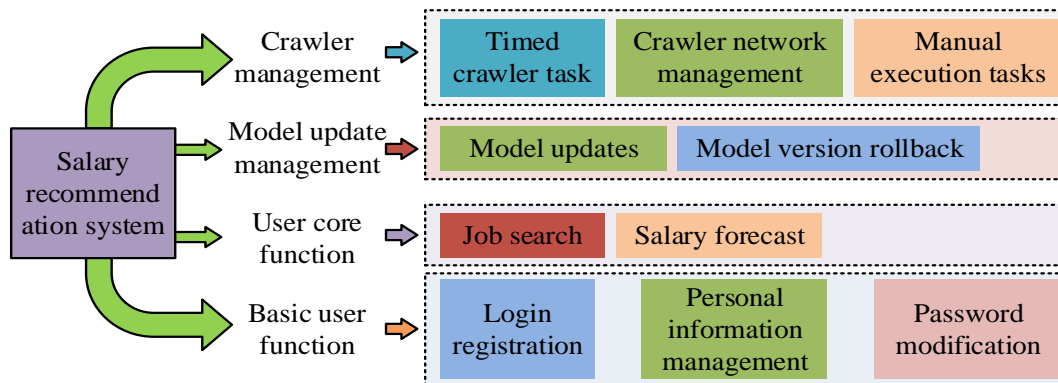 Salary
recommend
ation system
Crawler
management
Timed
crawler task
Crawler network
management
Manual
execution tasks
Model update
management
Model updates
Model version rollback
User core
function
Job search
Salary forecast
Basic user
function
Login
registration
Personal
information
management
Password
modification